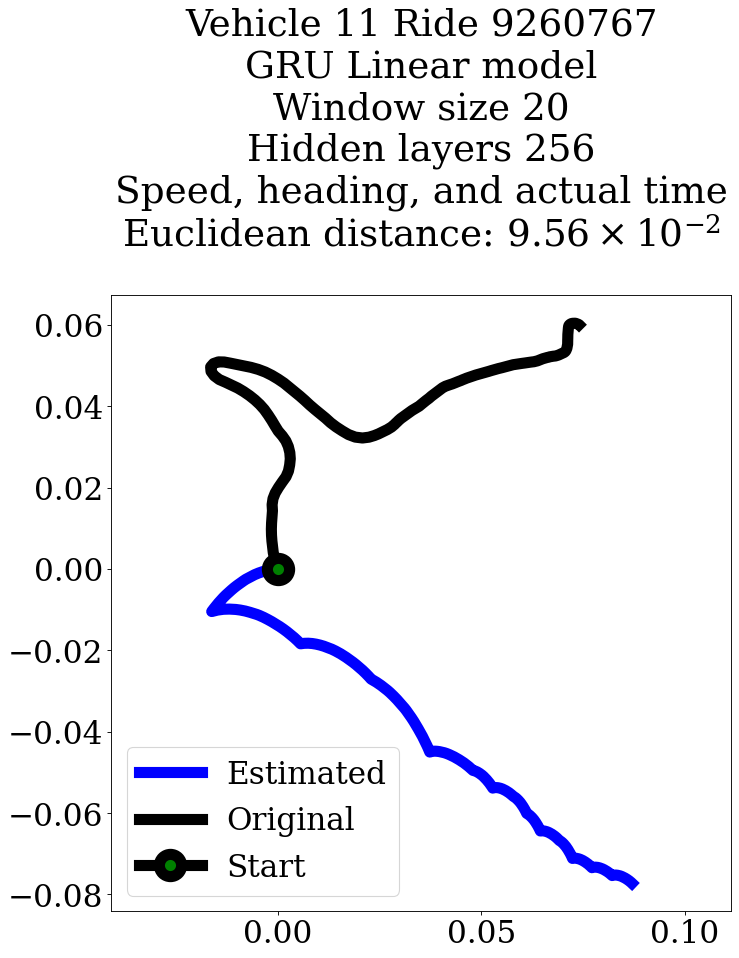 Vehicle 11 Ride 9260767
GRU Linear model
Window size 20
Hidden layers 256
Speed, heading, and actual time
Euclidean distance: 9.56 × 10⁻²
0.06
0.04
0.02
0.00
−0.02
−0.04
−0.06
−0.08
Estimated
Original
Start
0.00 0.05 0.10